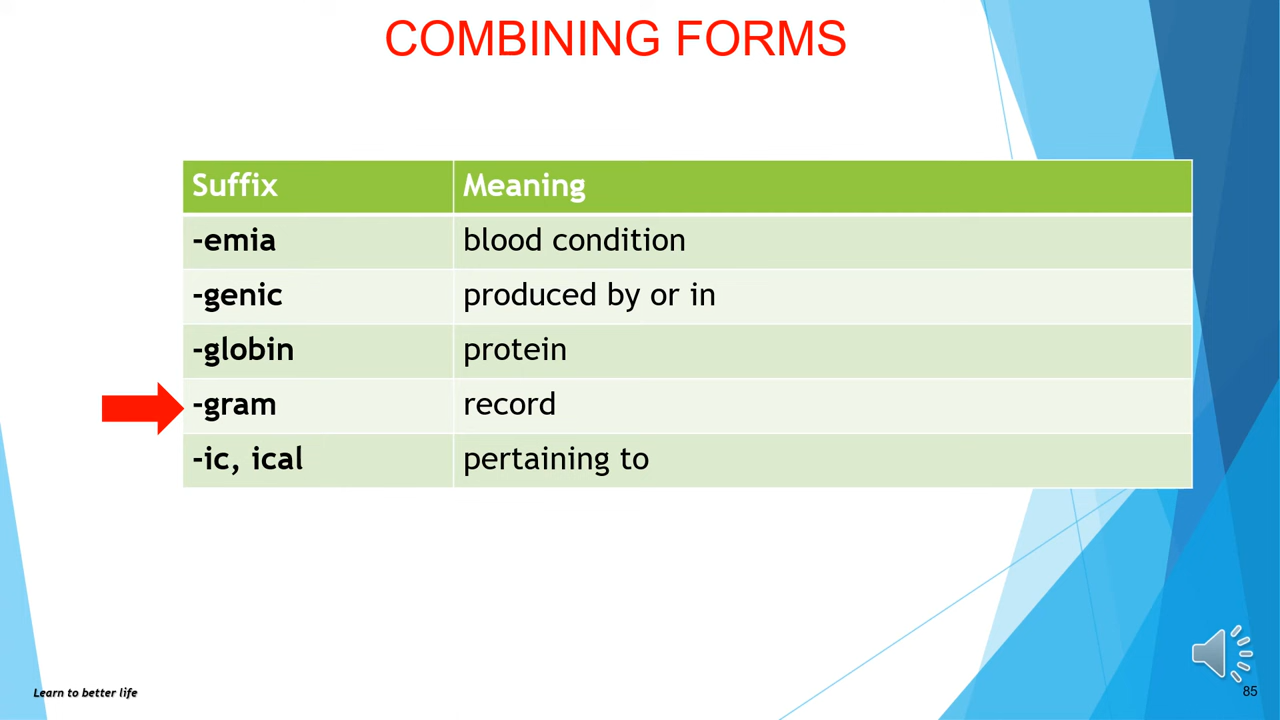 COMBINING FORMS
Suffix Meaning
-emia blood condition
-genic produced by or in
-globin protein
-gram record
-ic, ical pertaining to
Learn to better life
85